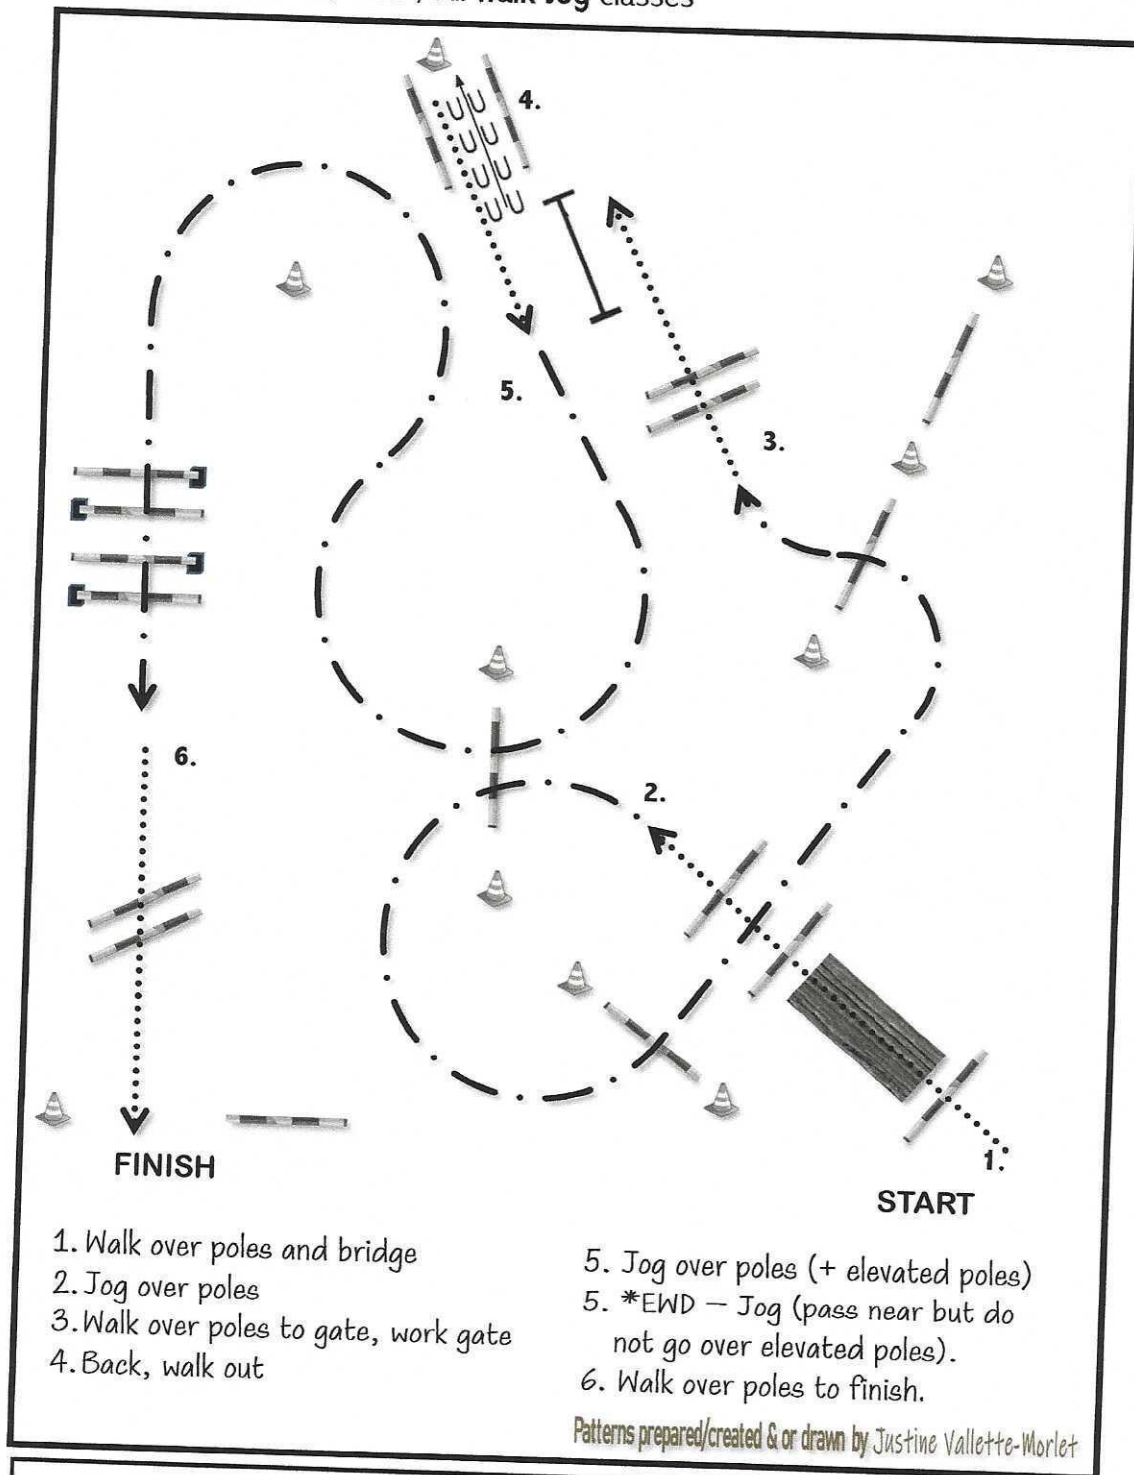 walk Jog classes
4.
5.
3.
6.
2.
1.
FINISH
START
1. Walk over poles and bridge
2. Jog over poles
3. Walk over poles to gate, work gate
4. Back, walk out
5. Jog over poles (+ elevated poles)
5. *EWD – Jog (pass near but do
not go over elevated poles).
6. Walk over poles to finish.
Patterns prepared/created & or drawn by Justine Vallette-Morlet